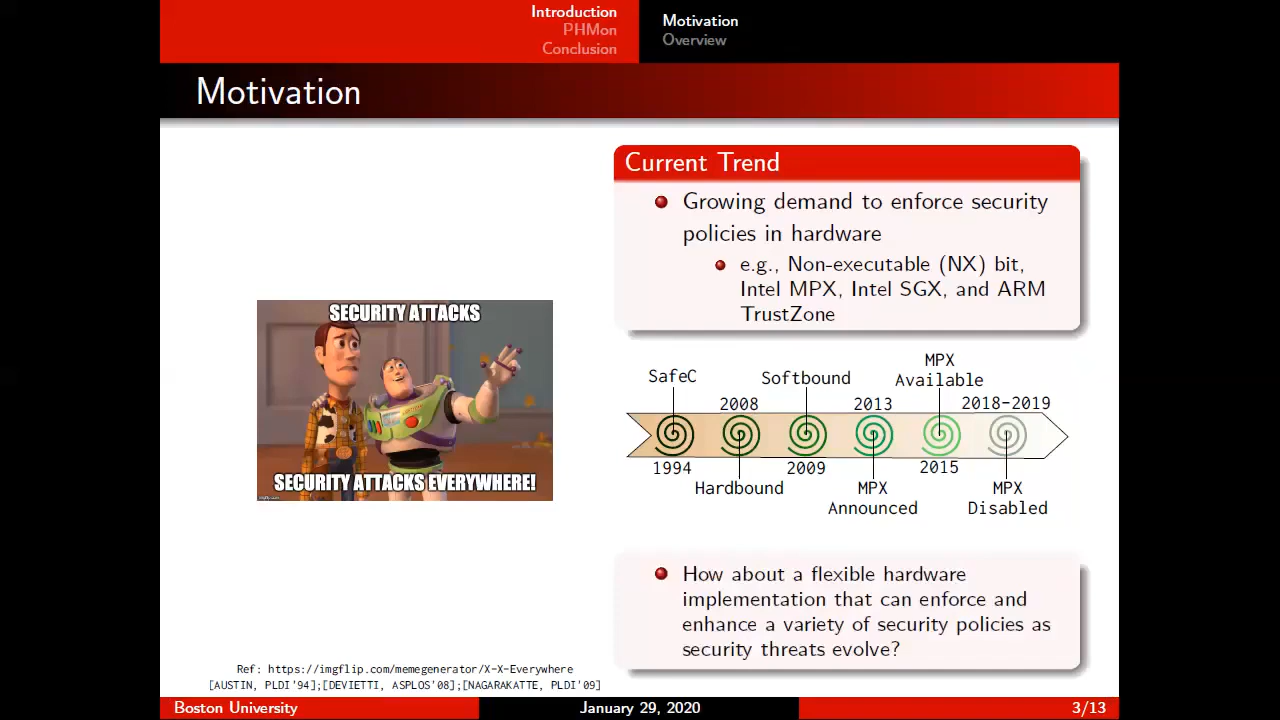 Introduction
PHMon
Conclusion
Motivation
Overview
Motivation
SECURITY ATTACKS
SECURITY ATTACKS EVERYWHERE!
imgflip.com
Ref: https://imgflip.com/memegenerator/X-X-Everywhere
[AUSTIN, PLDI'94];[DEVIETTI, ASPLOS'08];[NAGARAKATTE, PLDI'09]
Current Trend
Growing demand to enforce security
policies in hardware
e.g., Non-executable (NX) bit,
Intel MPX, Intel SGX, and ARM
TrustZone
SafeC
1994
2008
Hardbound
Softbound
2009
2013
MPX
Announced
MPX
Available
2015
2018-2019
MPX
Disabled
How about a flexible hardware
implementation that can enforce and
enhance a variety of security policies as
security threats evolve?
Boston University
January 29, 2020
3/13